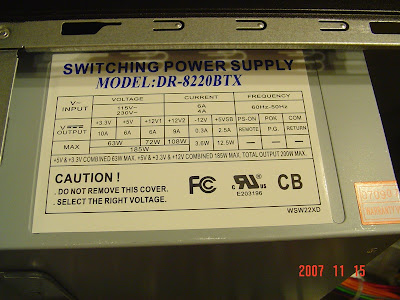 SWITCHING POWER SUPPLY
MODEL:DR-8220BTX
V~ INPUT VOLTAGE CURRENT FREQUENCY
115V~ 6A 60Hz-50Hz
230V~ 4A
V OUTPUT +3.3V +5V +12V1 +12V2 -12V +5VSB PS-ON POK COM
10A 6A 6A 9A 0.3A 2.5A REMOTE P.G. RETURN
MAX 63W 72W 108W 3.6W 12.5W — — —
185W
+5V & +3.3V COMBINED 63W MAX. +5V & +3.3V & +12V COMBINED 185W MAX, TOTAL OUTPUT 200W MAX.
CAUTION !
. DO NOT REMOVE THIS COVER.
. SELECT THE RIGHT VOLTAGE.
FC c RU us CB
E203196
WSW22XD
WARRANTY
2007 11 15